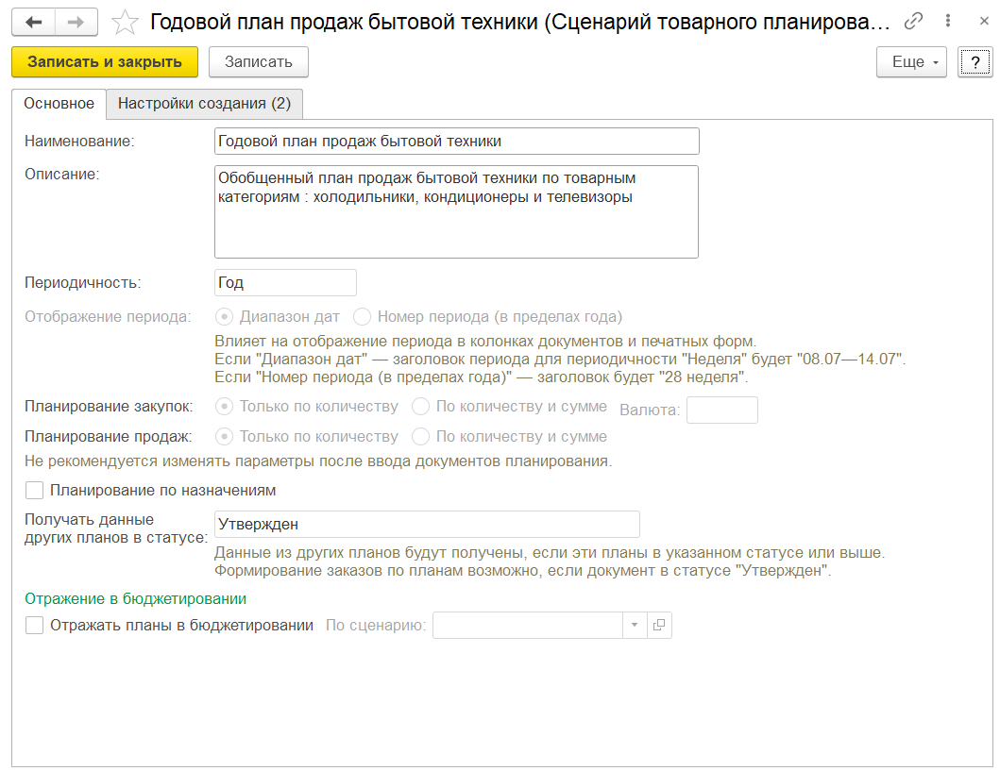 Годовой план продаж бытовой техники (Сценарий товарного планирова...
Записать и закрыть
Записать
Еще
?
Основное
Настройки создания (2)
Наименование:
Годовой план продаж бытовой техники
Описание:
Обобщенный план продаж бытовой техники по товарным
категориям : холодильники, кондиционеры и телевизоры
Периодичность:
Год
Отображение периода:
Диапазон дат
Номер периода (в пределах года)
Влияет на отображение периода в колонках документов и печатных форм.
Если "Диапазон дат" — заголовок периода для периодичности "Неделя" будет "08.07—14.07".
Если "Номер периода (в пределах года)" — заголовок будет "28 неделя".
Планирование закупок:
Только по количеству
По количеству и сумме
Валюта:
Планирование продаж:
Только по количеству
По количеству и сумме
Не рекомендуется изменять параметры после ввода документов планирования.
Планирование по назначениям
Получать данные
других планов в статусе:
Утвержден
Данные из других планов будут получены, если эти планы в указанном статусе или выше.
Формирование заказов по планам возможно, если документ в статусе "Утвержден".
Отражение в бюджетировании
Отражать планы в бюджетировании
По сценарию: